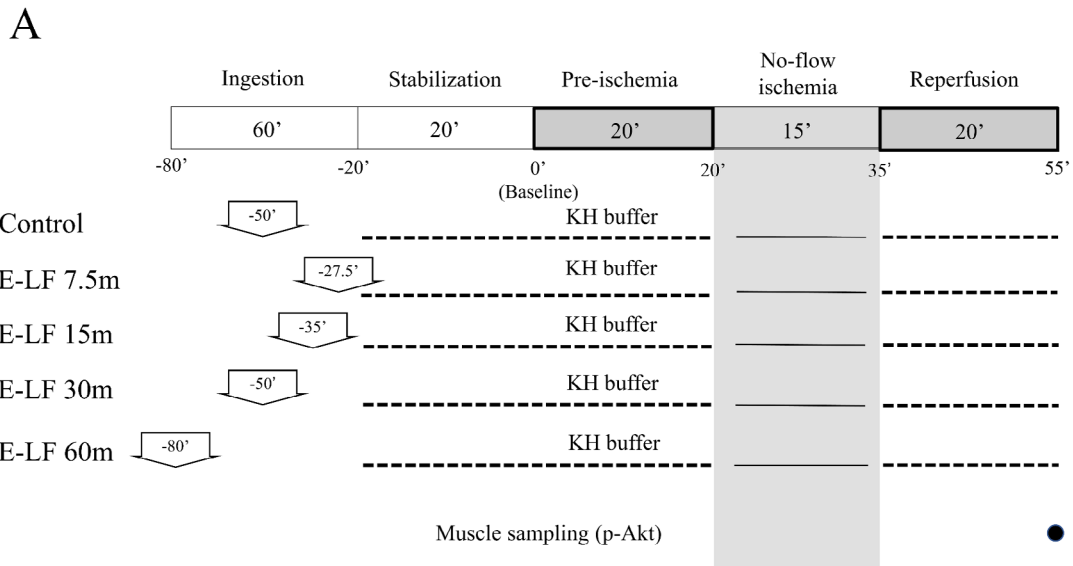 A
Ingestion Stabilization Pre-ischemia No-flow ischemia Reperfusion
60’ 20’ 20’ 15’ 20’
-80’ -20’ 0’ 20’ 35’ 55’
(Baseline)
Control -50’ KH buffer
E-LF 7.5m -27.5’ KH buffer
E-LF 15m -35’ KH buffer
E-LF 30m -50’ KH buffer
E-LF 60m -80’ KH buffer
Muscle sampling (p-Akt)